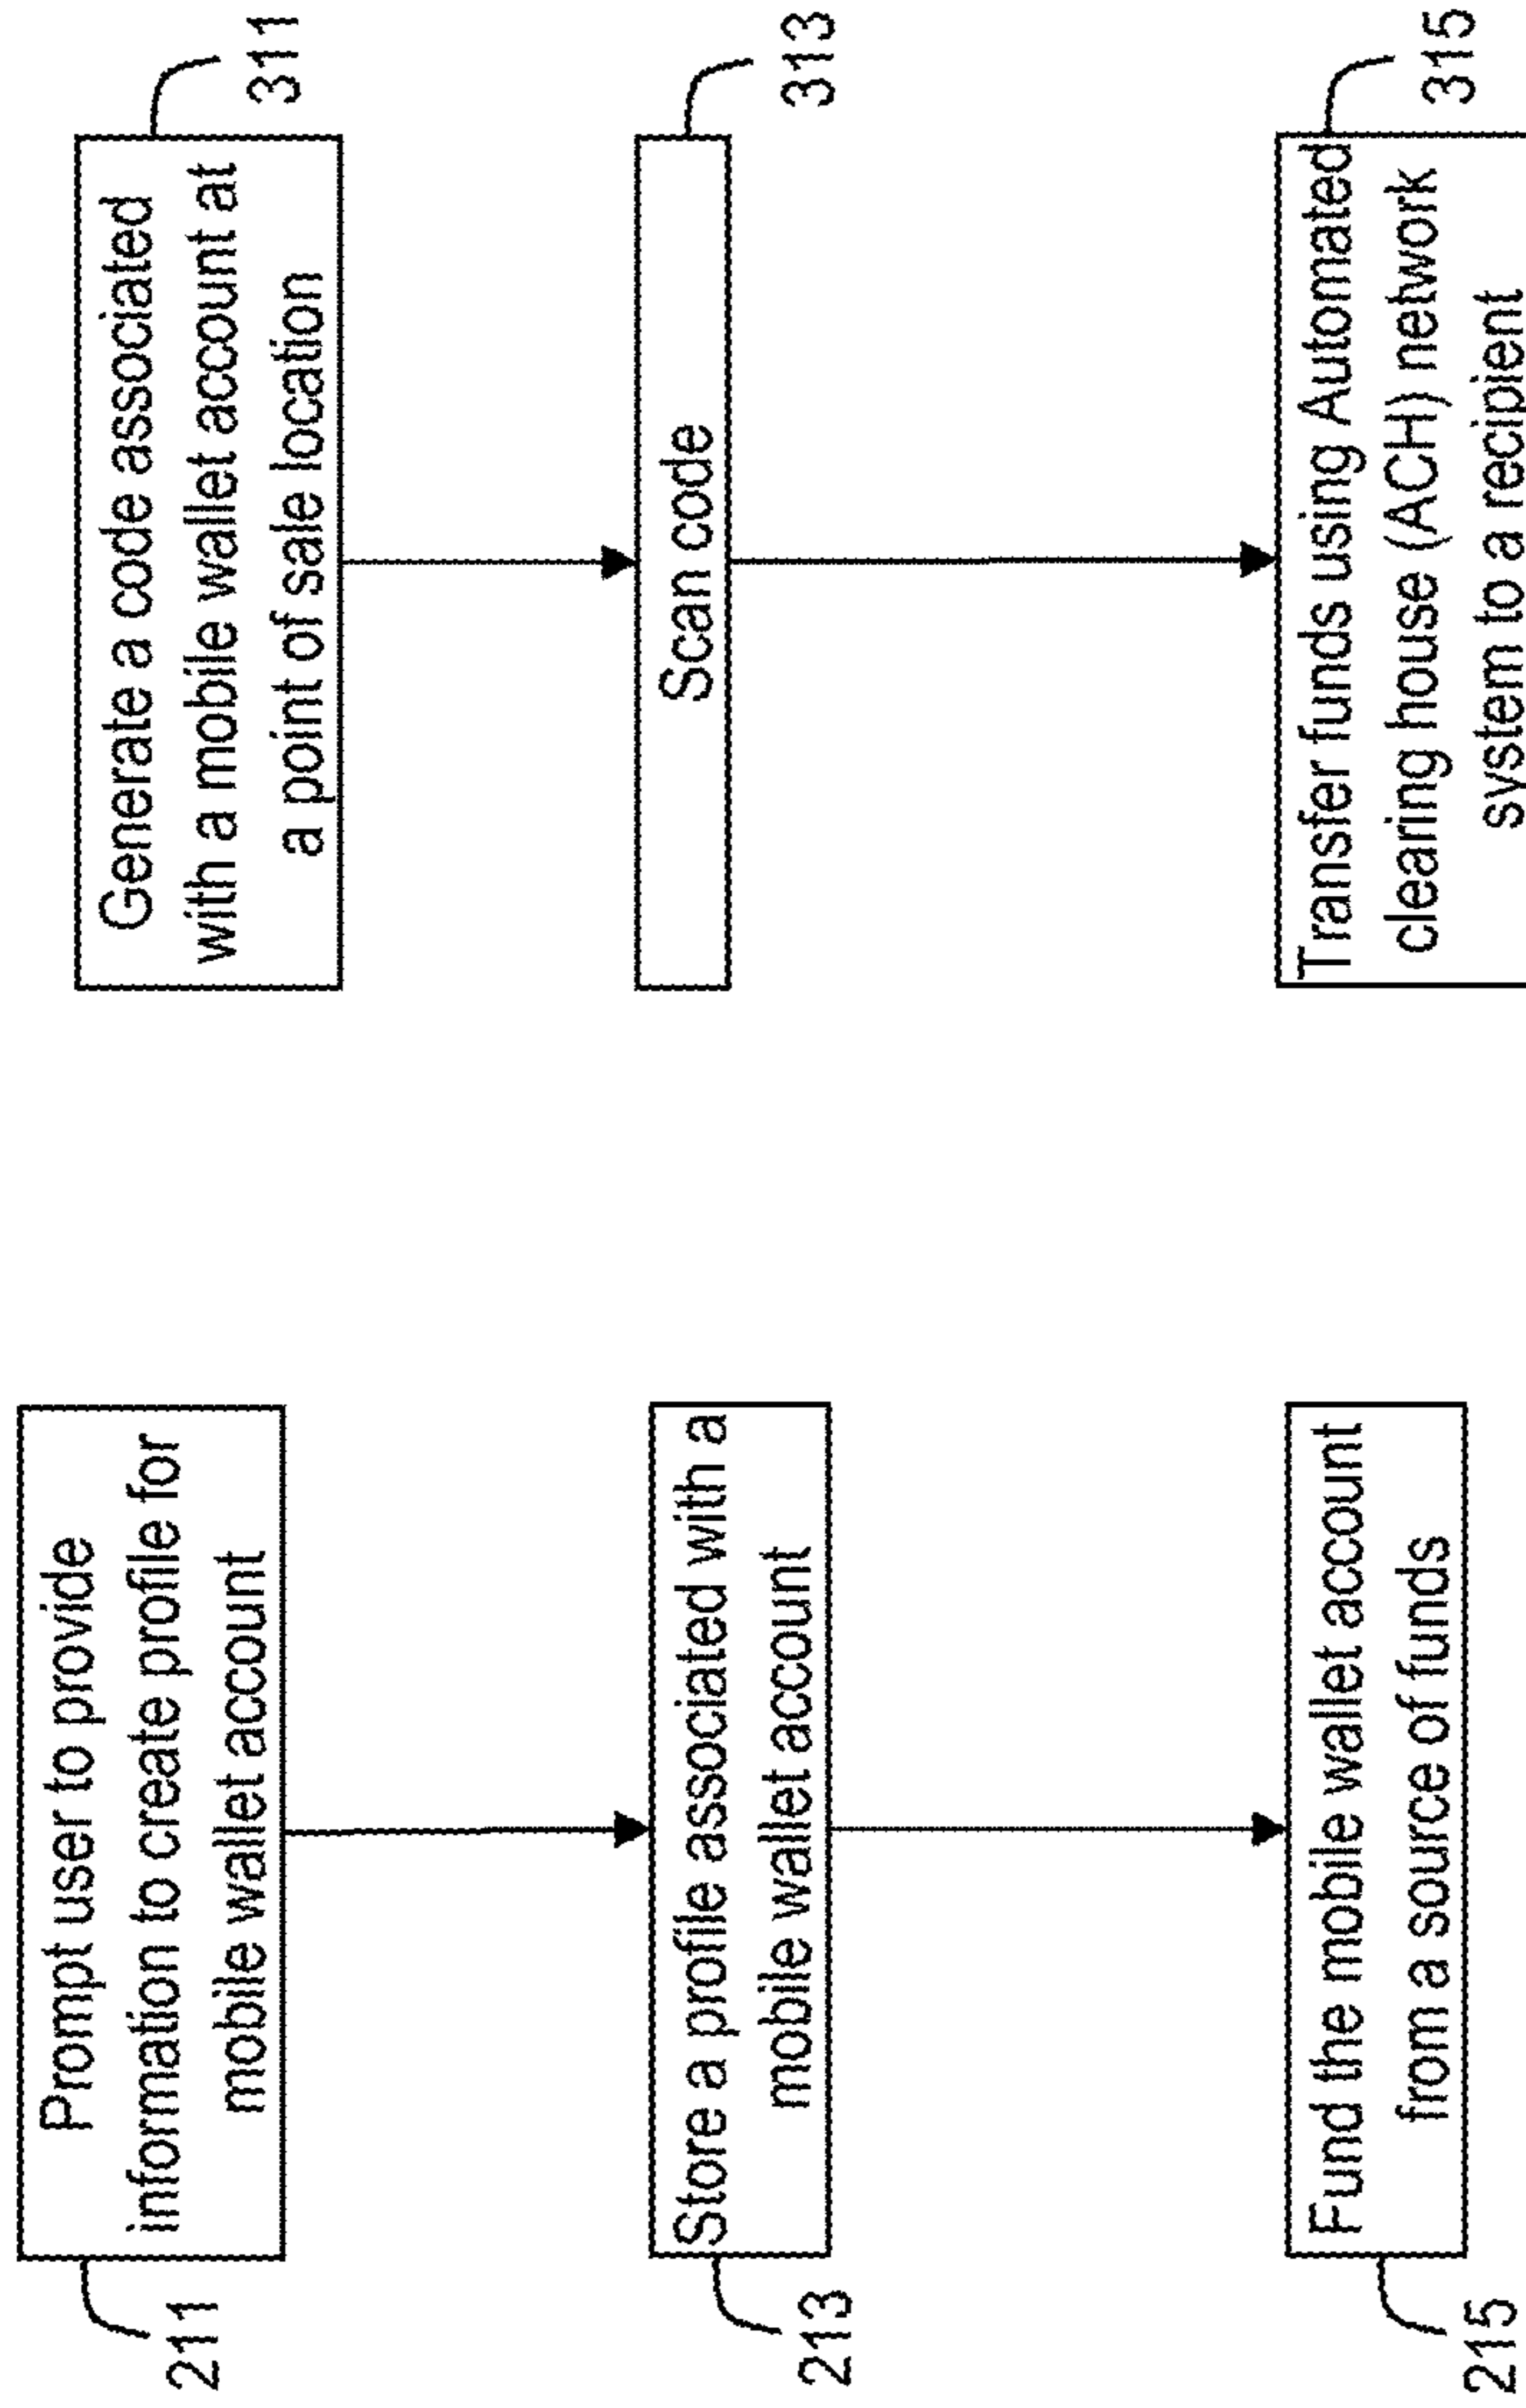 211
Prompt user to provide
information to create profile for
mobile wallet account
213
Store a profile associated with a
mobile wallet account
215
Fund the mobile wallet account
from a source of funds
Generate a code associated
with a mobile wallet account at
a point of sale location
311
Scan code
313
Transfer funds using Automated
clearing house (ACH) network
system to a recipient
315